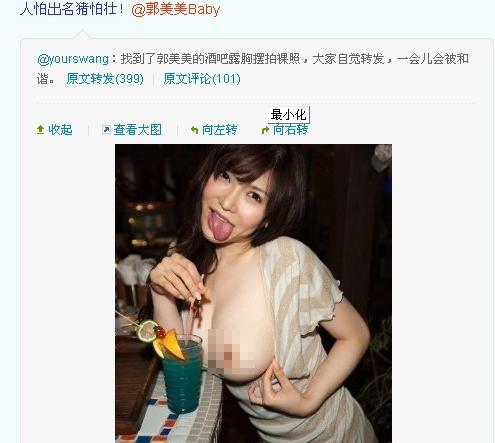 人怕出名猪怕壮！@郭美美Baby
@yourswang：找到了郭美美的酒吧露胸摆拍裸照，大家自觉转发，一会儿会被和
谐。 原文转发(399) | 原文评论(101)
最小化
收起 | 查看大图 | 向左转 向右转